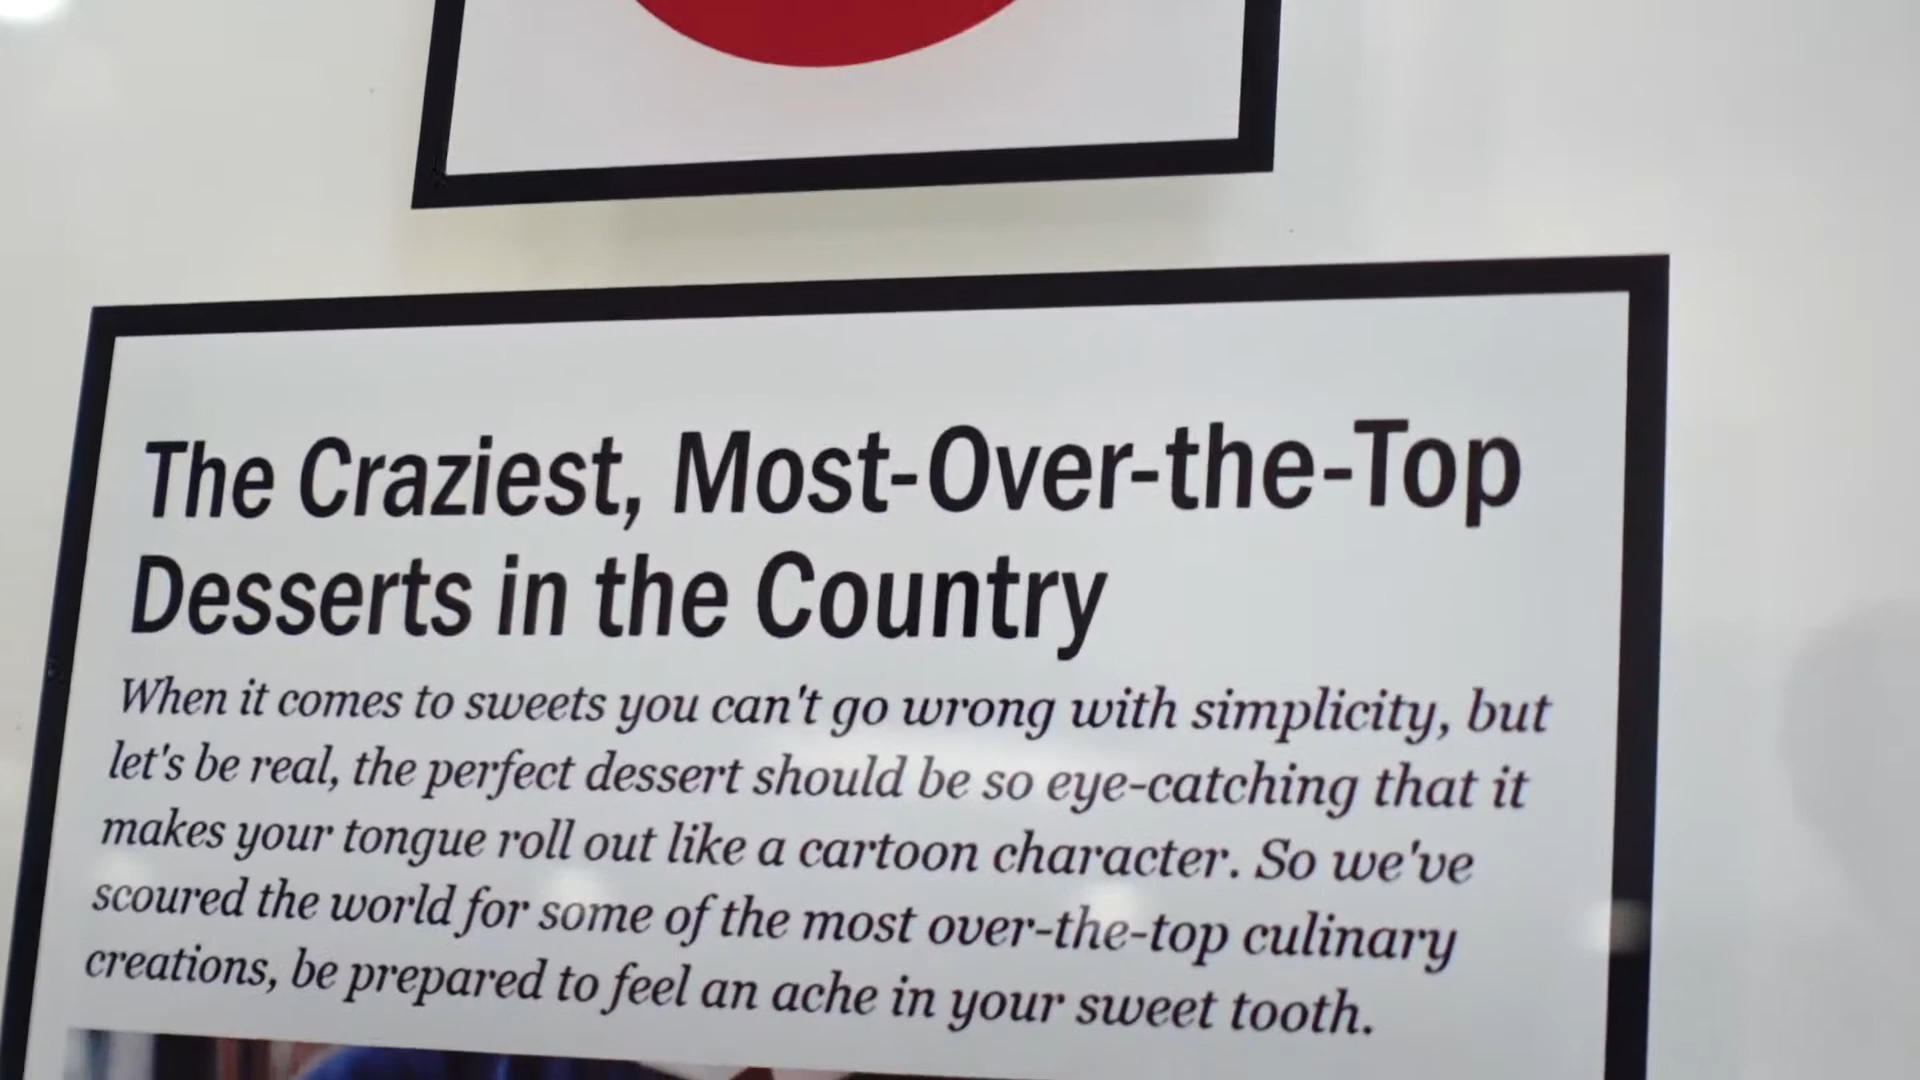 The Craziest, Most-Over-the-Top
Desserts in the Country
When it comes to sweets you can't go wrong with simplicity, but
let's be real, the perfect dessert should be so eye-catching that it
makes your tongue roll out like a cartoon character. So we've
scoured the world for some of the most over-the-top culinary
creations, be prepared to feel an ache in your sweet tooth.